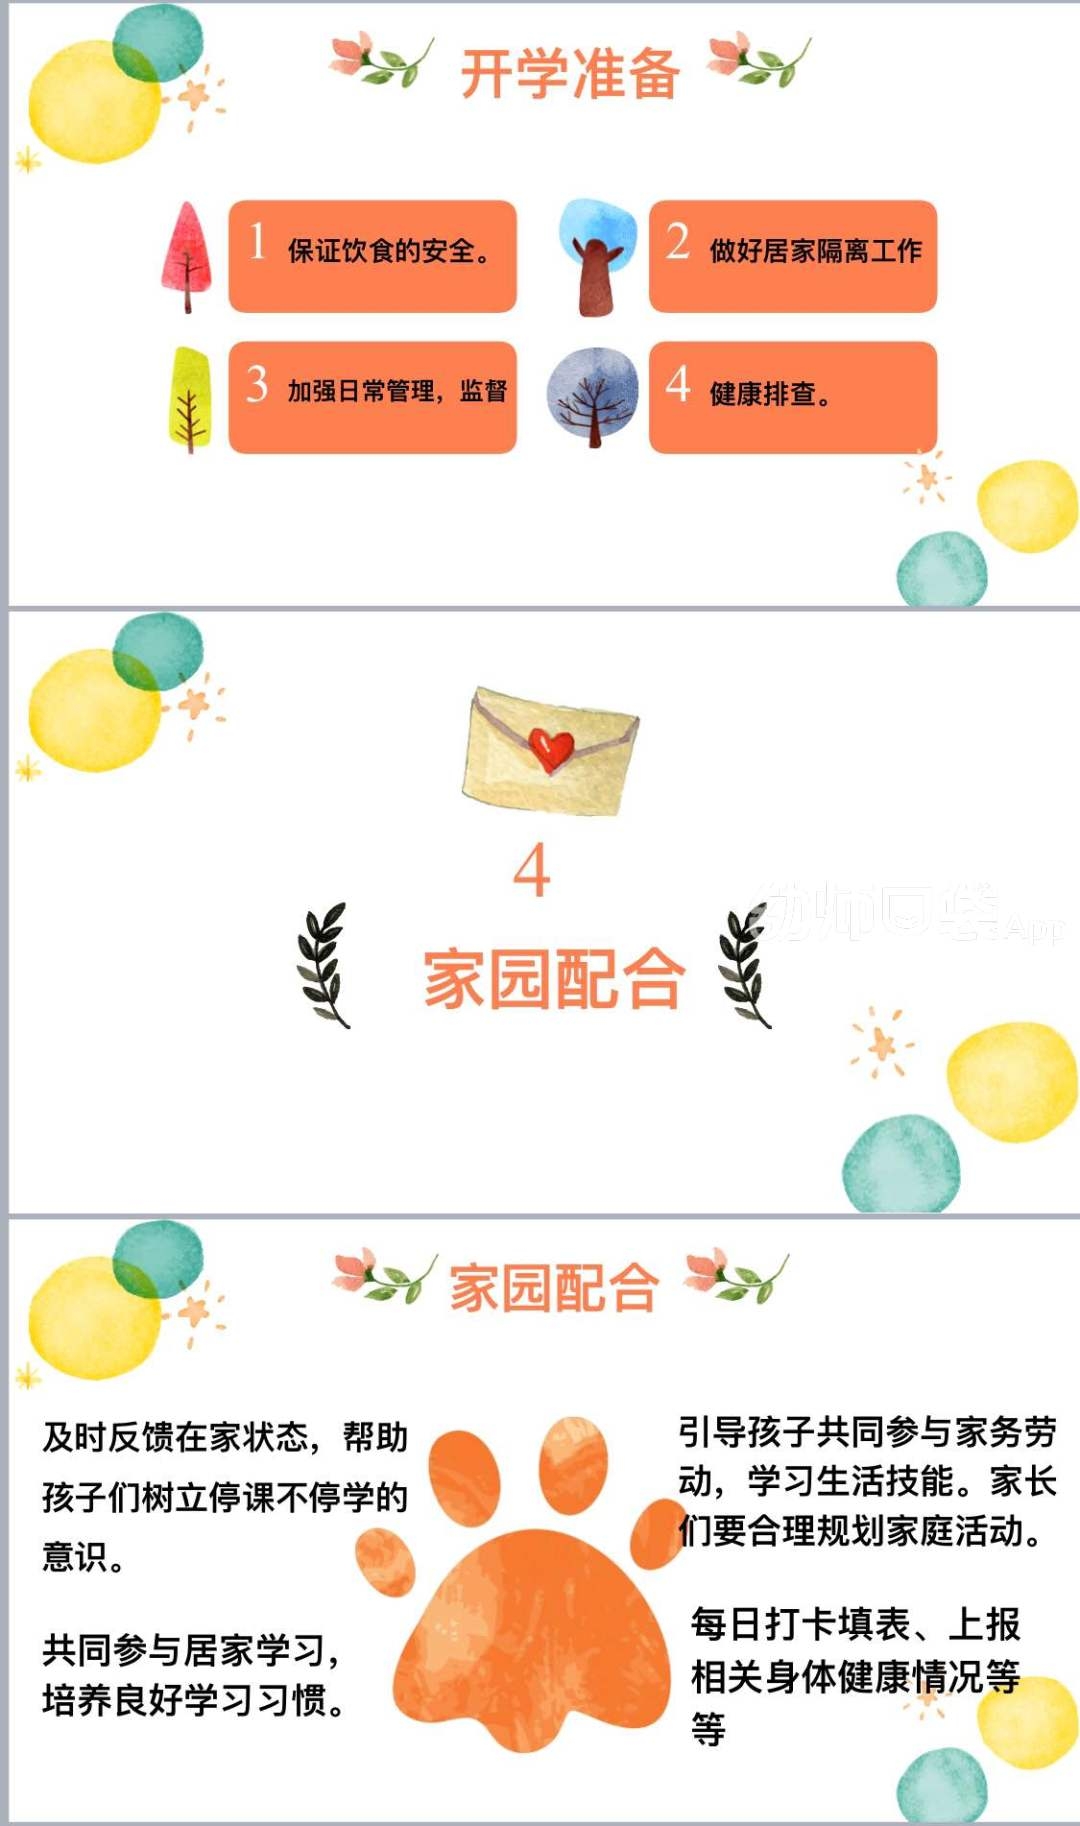 开学准备
1 保证饮食的安全。
2 做好居家隔离工作
3 加强日常管理，监督
4 健康排查。
4
幼师口袋App
家园配合
家园配合
及时反馈在家状态，帮助
孩子们树立停课不停学的
意识。
共同参与居家学习，
培养良好学习习惯。
引导孩子共同参与家务劳
动，学习生活技能。家长
们要合理规划家庭活动。
每日打卡填表、上报
相关身体健康情况等
等